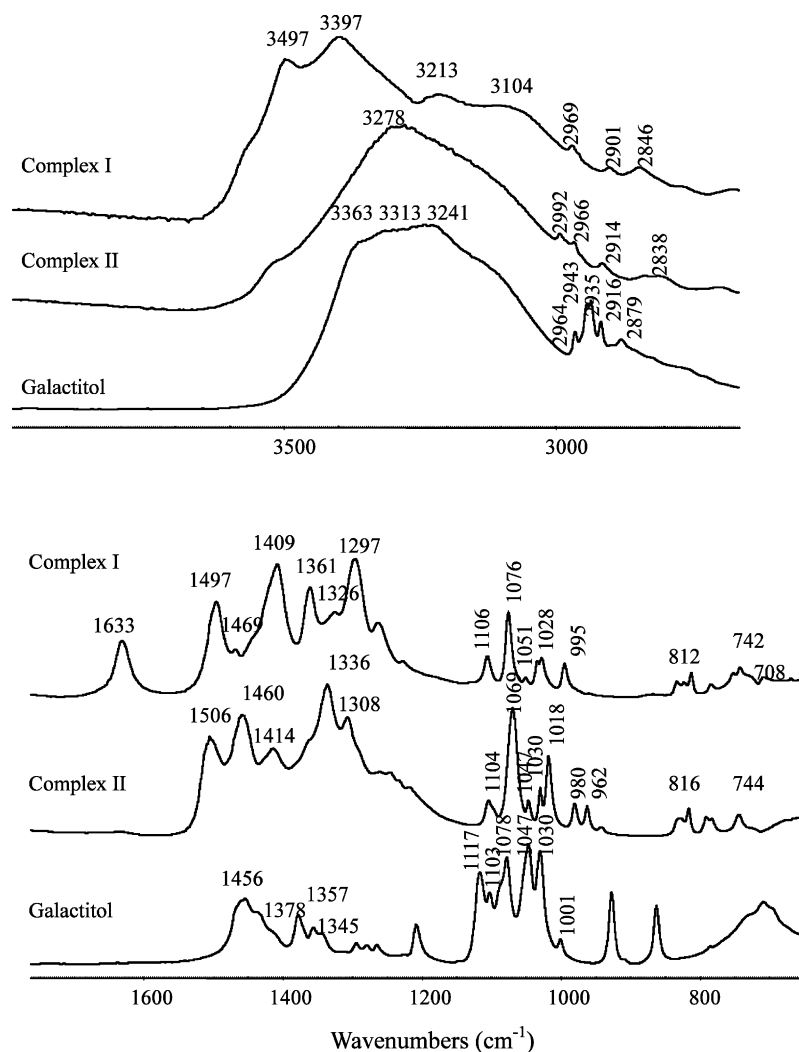 3497 3397 3213 3104 2969 2901 2846
Complex I
3278 2992 2966 2914 2838
Complex II
3363 3313 3241 2964 2943 2935 2916 2879
Galactitol
3500 3000
Complex I
1633 1497 1469 1409 1361 1326 1297 1106 1076 1051 1028 995 812 742 708
Complex II
1506 1460 1414 1336 1308 1104 1069 1047 1030 1018 980 962 816 744
Galactitol
1456 1378 1357 1345 1117 1103 1078 1047 1030 1001
1600 1400 1200 1000 800
Wavenumbers (cm-1)